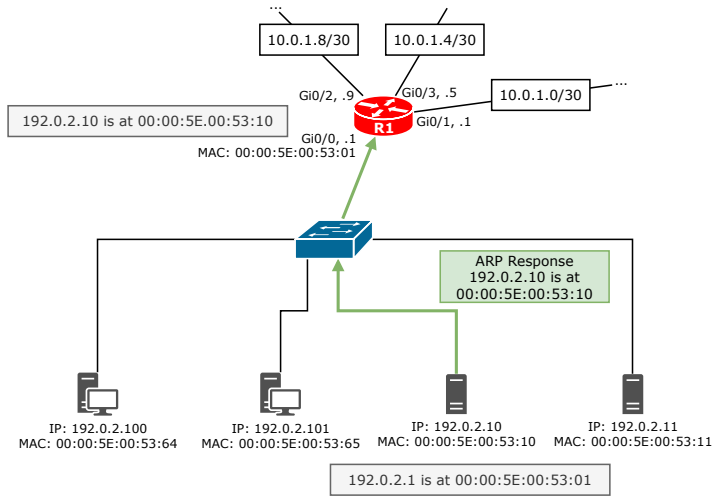 ...
10.0.1.8/30
10.0.1.4/30
...
10.0.1.0/30
Gi0/2, .9
Gi0/3, .5
192.0.2.10 is at 00:00:5E.00:53:10
R1
Gi0/1, .1
Gi0/0, .1
MAC: 00:00:5E:00:53:01
ARP Response
192.0.2.10 is at
00:00:5E:00:53:10
IP: 192.0.2.100
MAC: 00:00:5E:00:53:64
IP: 192.0.2.101
MAC: 00:00:5E:00:53:65
IP: 192.0.2.10
MAC: 00:00:5E:00:53:10
IP: 192.0.2.11
MAC: 00:00:5E:00:53:11
192.0.2.1 is at 00:00:5E:00:53:01